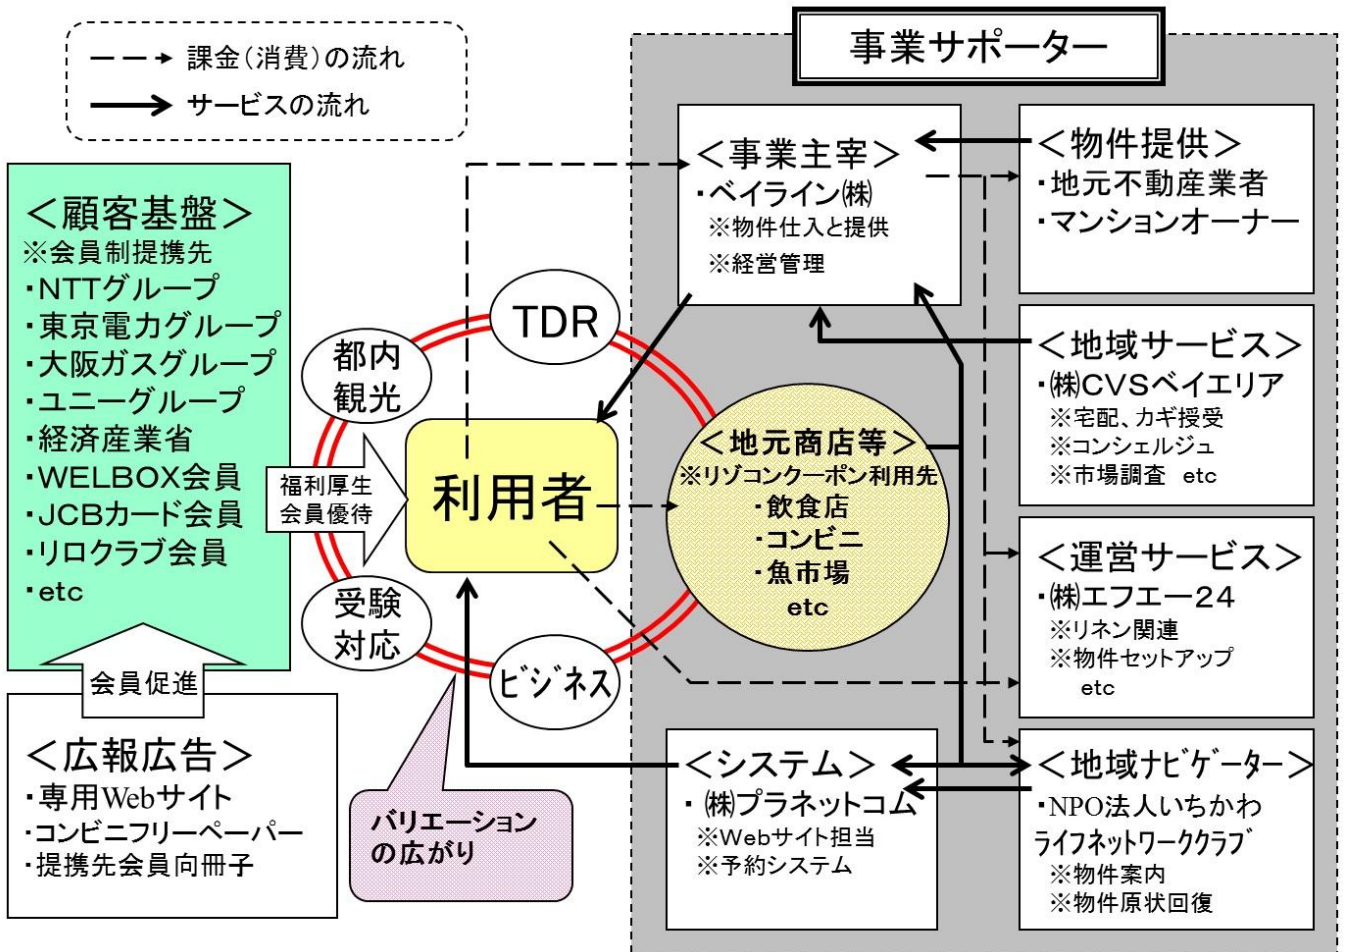 課金(消費)の流れ
サービスの流れ
事業サポーター
＜顧客基盤＞
※会員制提携先
・NTTグループ
・東京電力グループ
・大阪ガスグループ
・ユニーグループ
・経済産業省
・WELBOX会員
・JCBカード会員
・リロクラブ会員
・etc
会員促進
＜広報広告＞
・専用Webサイト
・コンビニフリーペーパー
・提携先会員向冊子
福利厚生
会員優待
都内
観光
TDR
利用者
受験
対応
ﾋﾞｼﾞﾈｽ
バリエーション
の広がり
＜事業主宰＞
・ベイライン㈱
※物件仕入と提供
※経営管理
＜地元商店等＞
※リゾコンクーポン利用先
・飲食店
・コンビニ
・魚市場
etc
＜システム＞
・㈱プラネットコム
※Webサイト担当
※予約システム
＜物件提供＞
・地元不動産業者
・マンションオーナー
＜地域サービス＞
・㈱CVSベイエリア
※宅配、カギ授受
※コンシェルジュ
※市場調査 etc
＜運営サービス＞
・㈱エフエー24
※リネン関連
※物件セットアップ
etc
＜地域ﾅﾋﾞｹﾞｰﾀｰ＞
・NPO法人いちかわ
ﾗｲﾌﾈｯﾄﾜｰｸｸﾗﾌﾞ
※物件案内
※物件原状回復